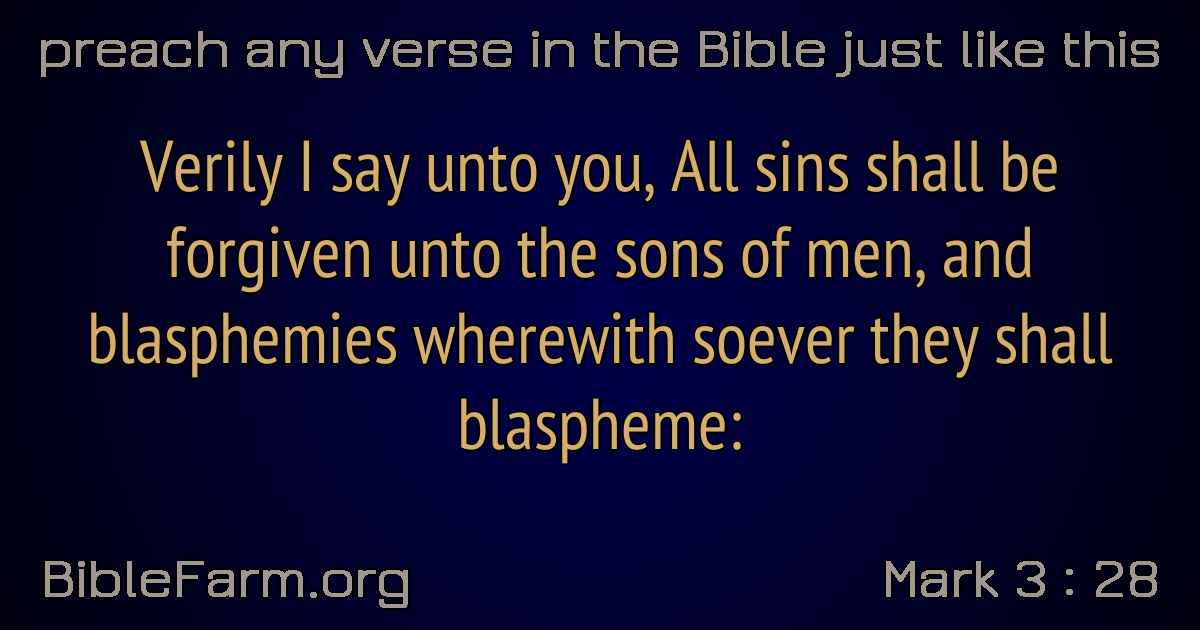 preach any verse in the Bible just like this
Verily I say unto you, All sins shall be
forgiven unto the sons of men, and
blasphemies wherewith soever they shall
blaspheme:
BibleFarm.org
Mark 3 : 28